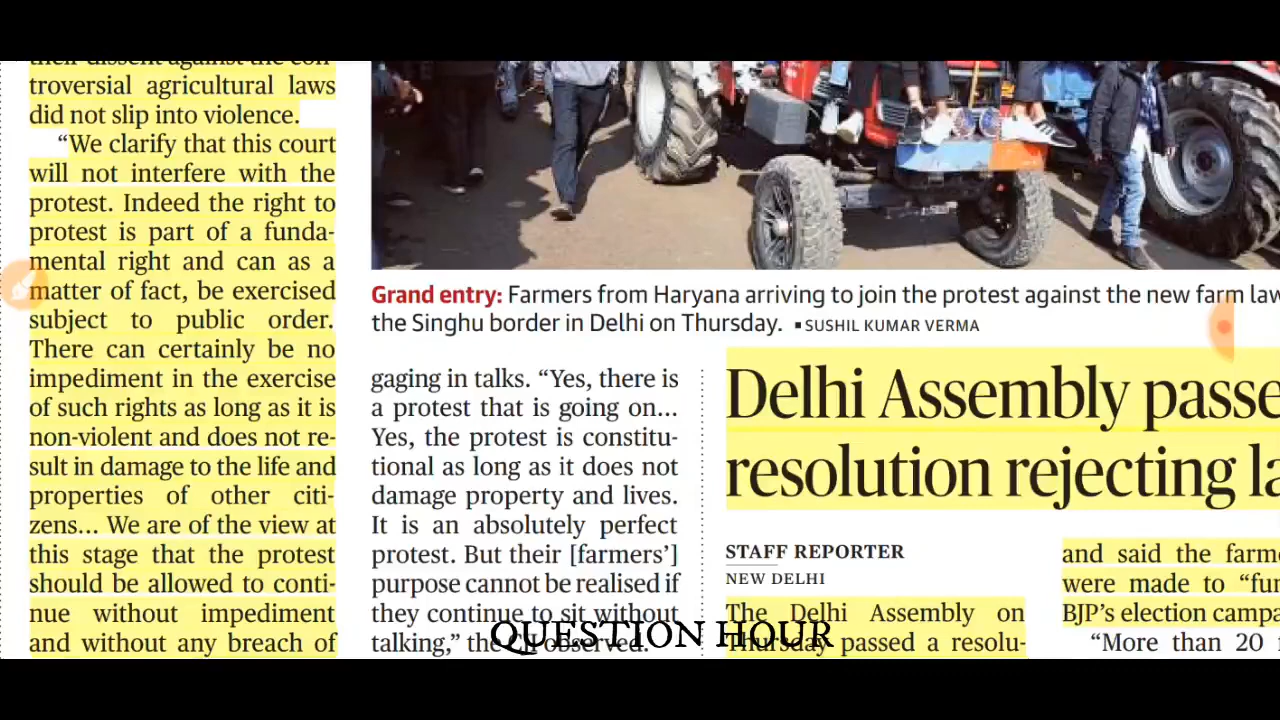 their dissent against the con-
troversial agricultural laws
did not slip into violence.
“We clarify that this court
will not interfere with the
protest. Indeed the right to
protest is part of a funda-
mental right and can as a
matter of fact, be exercised
subject to public order.
There can certainly be no
impediment in the exercise
of such rights as long as it is
non-violent and does not re-
sult in damage to the life and
properties of other citi-
zens... We are of the view at
this stage that the protest
should be allowed to conti-
nue without impediment
and without any breach of
Grand entry: Farmers from Haryana arriving to join the protest against the new farm law
the Singhu border in Delhi on Thursday. ▪ SUSHIL KUMAR VERMA
gaging in talks. “Yes, there is
a protest that is going on...
Yes, the protest is constitu-
tional as long as it does not
damage property and lives.
It is an absolutely perfect
protest. But their [farmers’]
purpose cannot be realised if
they continue to sit without
talking,” the CJI observed.
Delhi Assembly passe
resolution rejecting la
STAFF REPORTER
NEW DELHI
The Delhi Assembly on
Thursday passed a resolu-
and said the farm
were made to “fu
BJP’s election campa
“More than 20
QUESTION HOUR